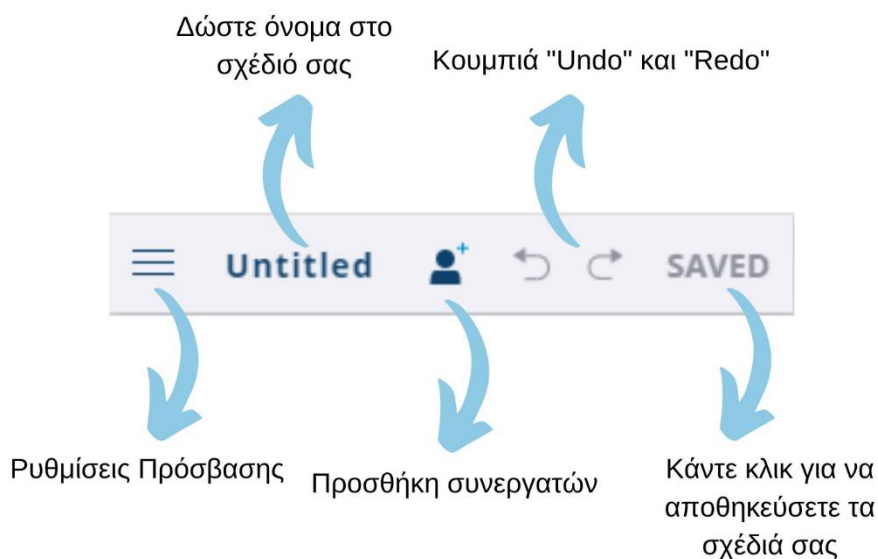 Δώστε όνομα στο
σχέδιό σας
Κουμπιά "Undo" και "Redo"
Untitled
SAVED
Ρυθμίσεις Πρόσβασης
Προσθήκη συνεργατών
Κάντε κλικ για να
αποθηκεύσετε τα
σχέδιά σας